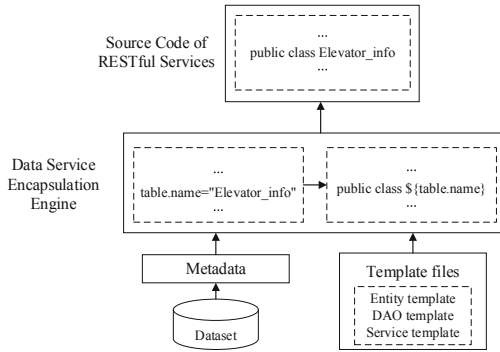 Source Code of
RESTful Services
...
public class Elevator_info
...
Data Service
Encapsulation
Engine
...
table.name="Elevator_info"
...
...
public class ${table.name}
...
Metadata
Dataset
Template files
Entity template
DAO template
Service template